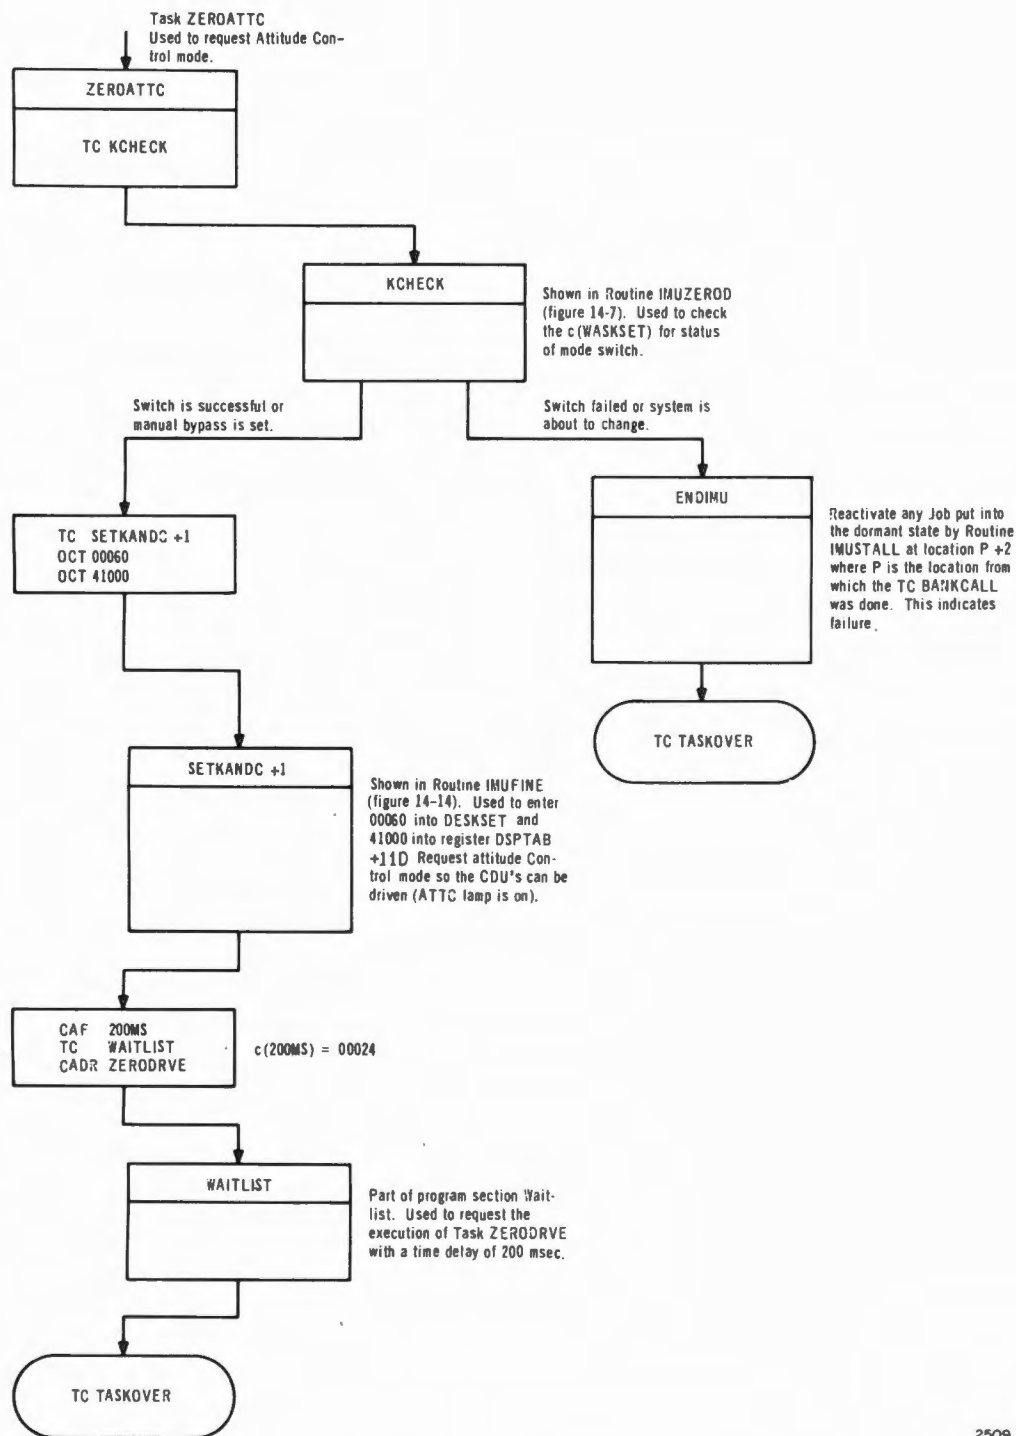 Task ZEROATTC
Used to request Attitude Con-
trol mode.
ZEROATTC
TC KCHECK
KCHECK
Shown in Routine IMUZEROD
(figure 14-7). Used to check
the c(WASKSET) for status
of mode switch.
Switch is successful or
manual bypass is set.
Switch failed or system is
about to change.
TC SETKANDC +1
OCT 00060
OCT 41000
ENDIMU
Reactivate any Job put into
the dormant state by Routine
IMUSTALL at location P +2
where P is the location from
which the TC BANKCALL
was done. This indicates
failure.
TC TASKOVER
SETKANDC +1
Shown in Routine IMUFINE
(figure 14-14). Used to enter
00060 into DESKSET and
41000 into register DSPTAB
+11D Request attitude Con-
trol mode so the CDU's can be
driven (ATTC lamp is on).
CAF 200MS
TC WAITLIST
CADR ZERODRVE
c(200MS) = 00024
WAITLIST
Part of program section Wait-
list. Used to request the
execution of Task ZERODRVE
with a time delay of 200 msec.
TC TASKOVER
2509